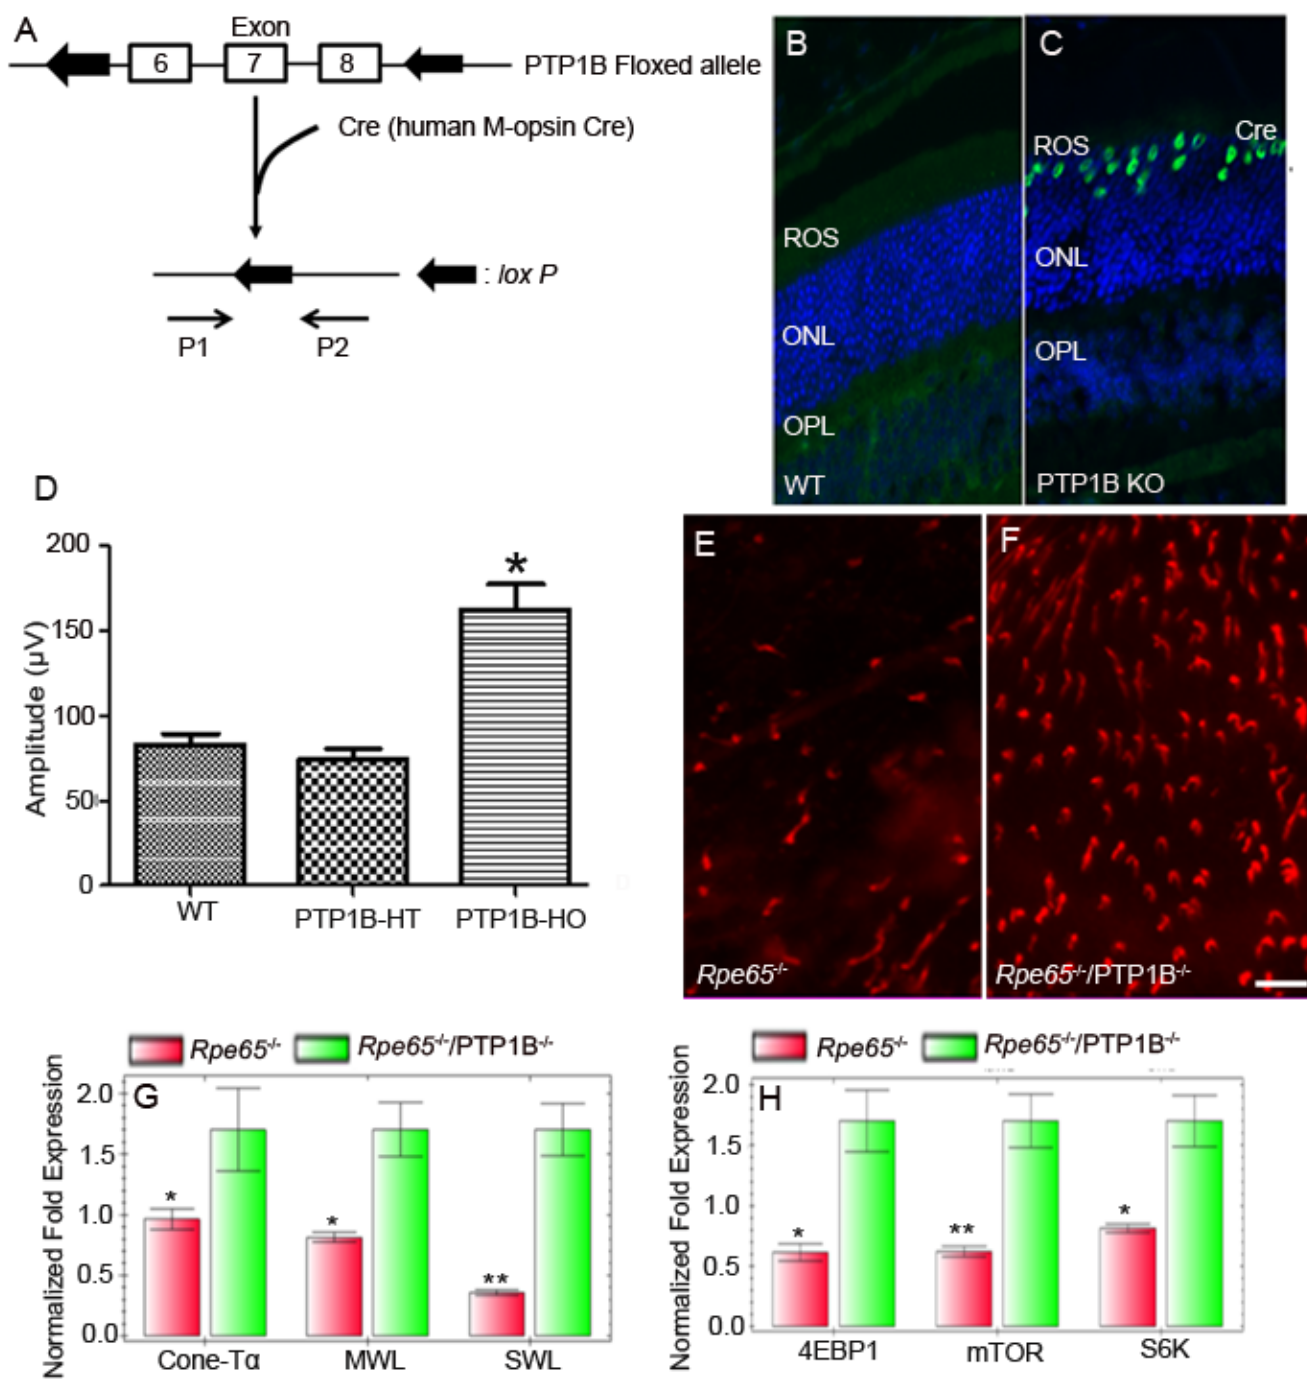 A
Exon
6 7 8
PTP1B Floxed allele
Cre (human M-opsin Cre)
: lox P
P1 P2
B
ROS
ONL
OPL
WT
C
Cre
ROS
ONL
OPL
PTP1B KO
D
Amplitude (µV)
200
150
100
50
0
*
WT PTP1B-HT PTP1B-HO
E
Rpe65-/-
F
Rpe65-/-/PTP1B-/-
Rpe65-/- Rpe65-/-/PTP1B-/-
G
Normalized Fold Expression
2.0
1.5
1.0
0.5
0.0
* * **
Cone-Tα MWL SWL
Rpe65-/- Rpe65-/-/PTP1B-/-
H
Normalized Fold Expression
2.0
1.5
1.0
0.5
0.0
* ** *
4EBP1 mTOR S6K